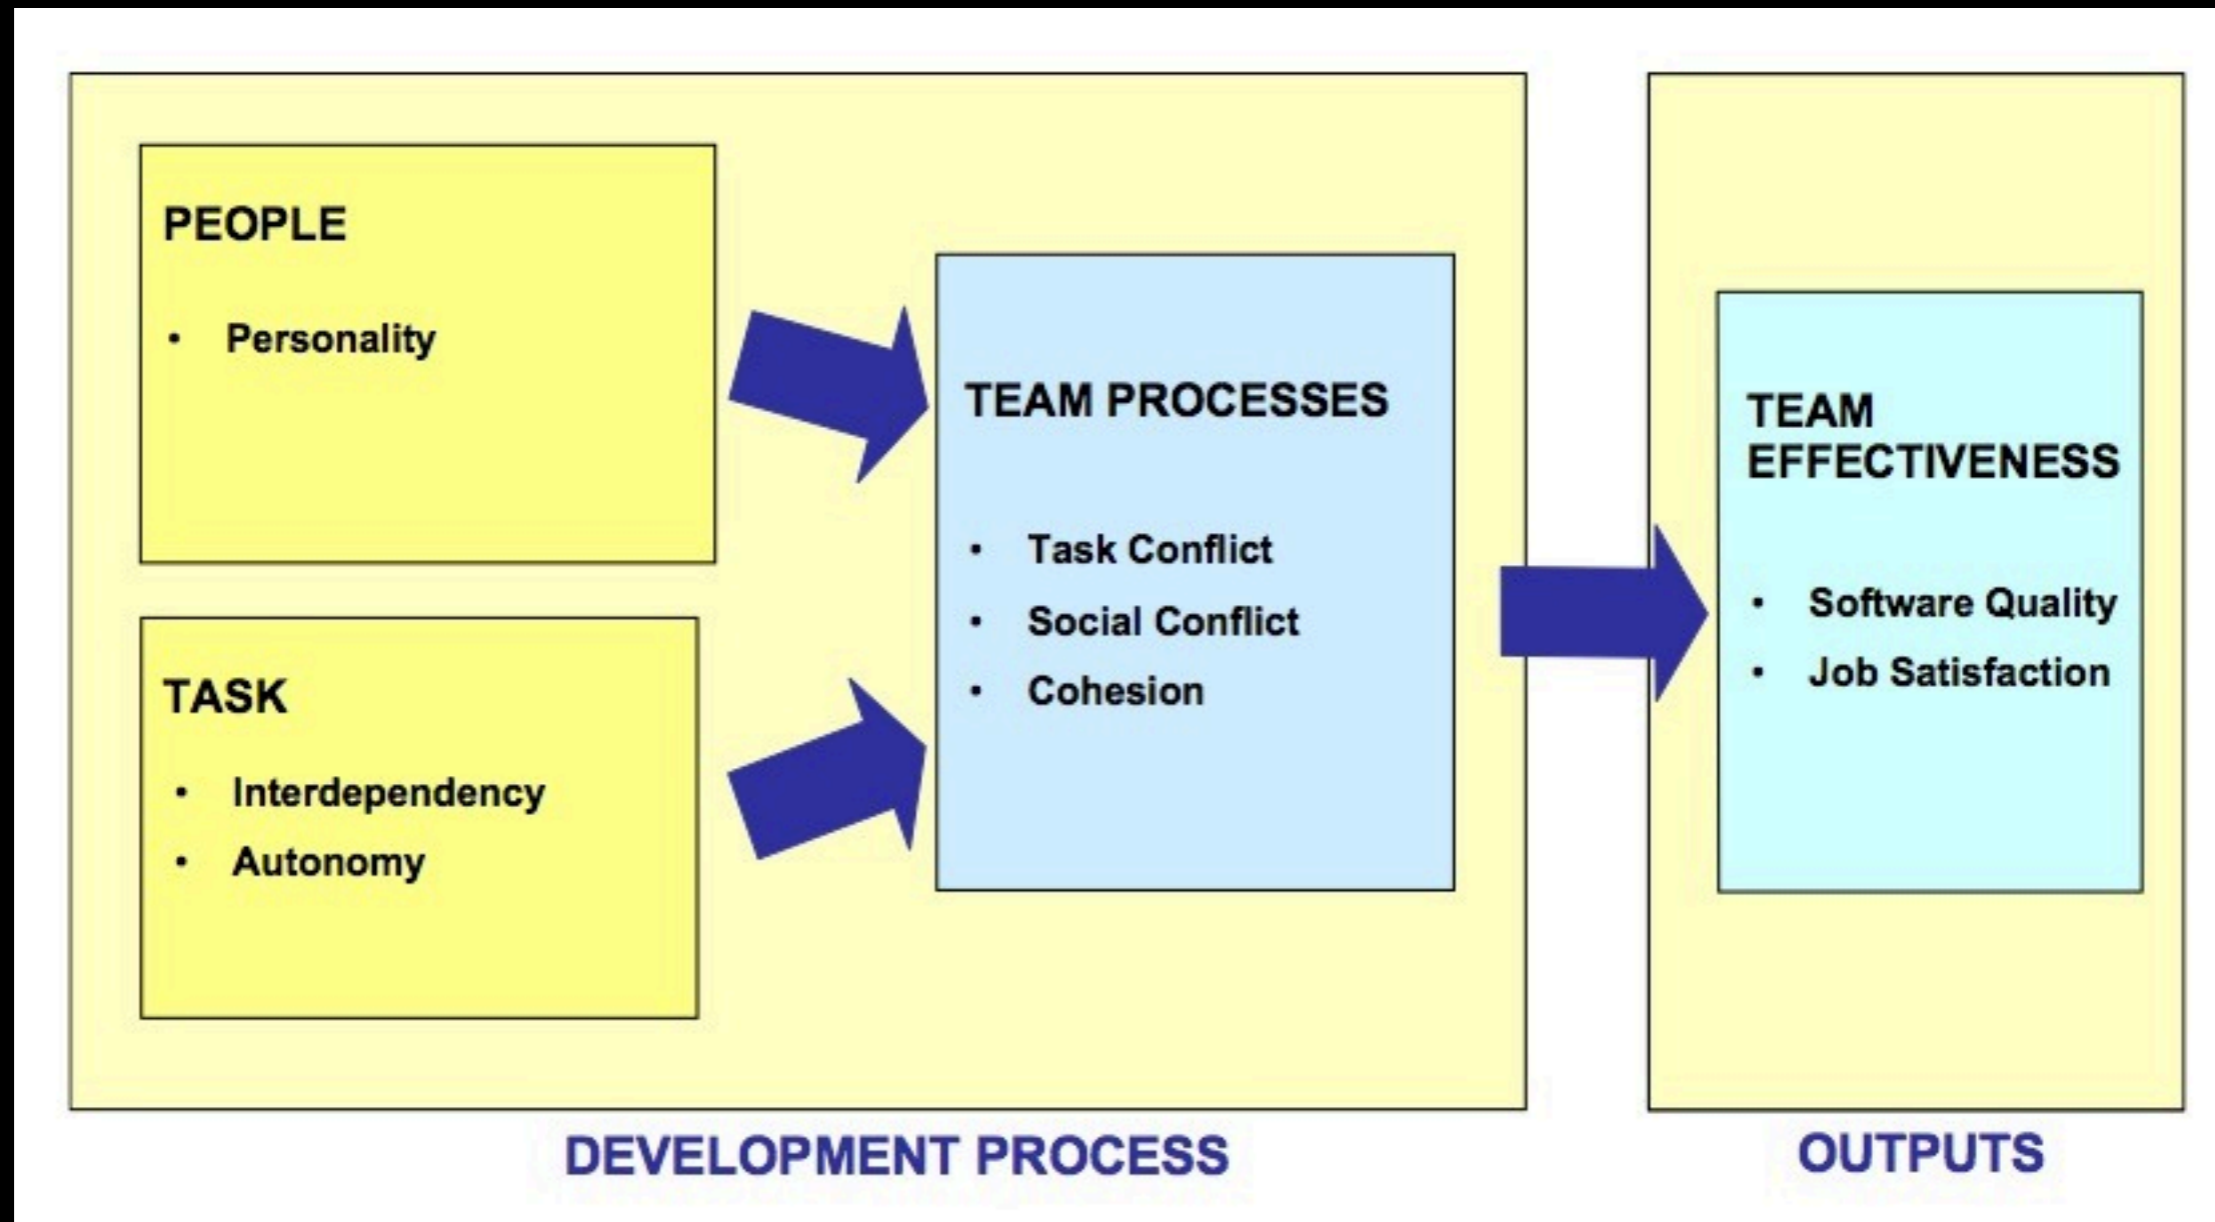 PEOPLE
• Personality
TASK
• Interdependency
• Autonomy
TEAM PROCESSES
• Task Conflict
• Social Conflict
• Cohesion
DEVELOPMENT PROCESS
TEAM
EFFECTIVENESS
• Software Quality
• Job Satisfaction
OUTPUTS